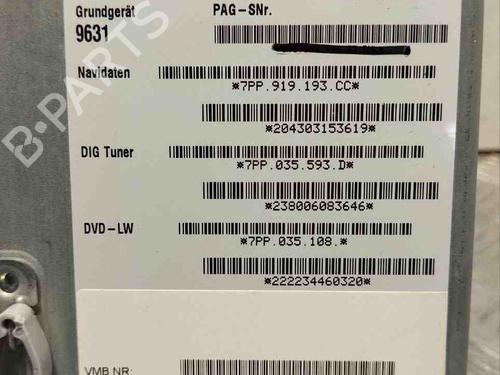 Grundgerät PAG-SNr.
9631
Navidaten
*7PP.919.193.CC*
*204303153619*
DIG Tuner
*7PP.035.593.D*
*238006083646*
DVD-LW
*7PP.035.108.*
*222234460320*
VMB NR:
B-PARTS